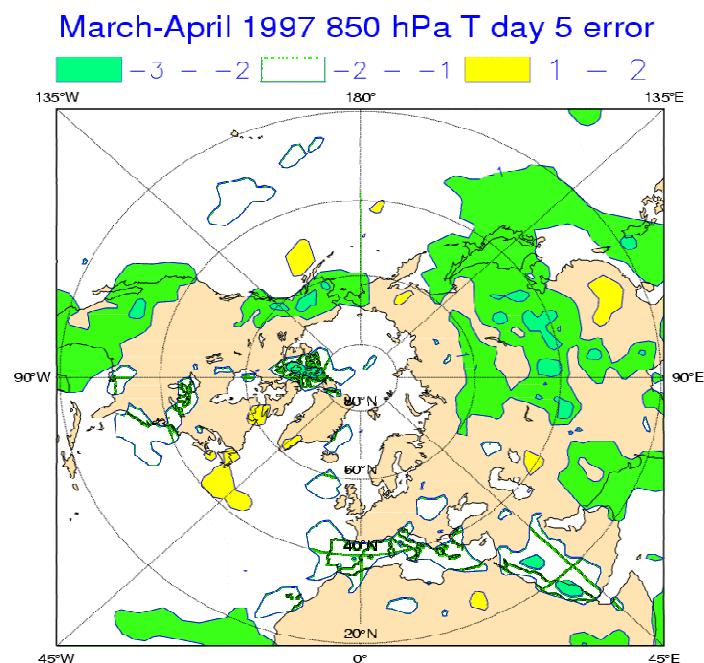 March-April 1997 850 hPa T day 5 error
-3 - -2 -2 - -1 1 - 2
135°W 180° 135°E
1
90°W 90°E
80°N
60°N
40°N
20°N
45°W 0° 45°E